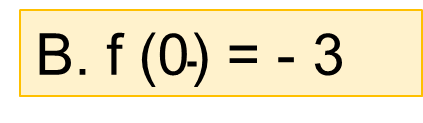 B. f (0-) = - 3